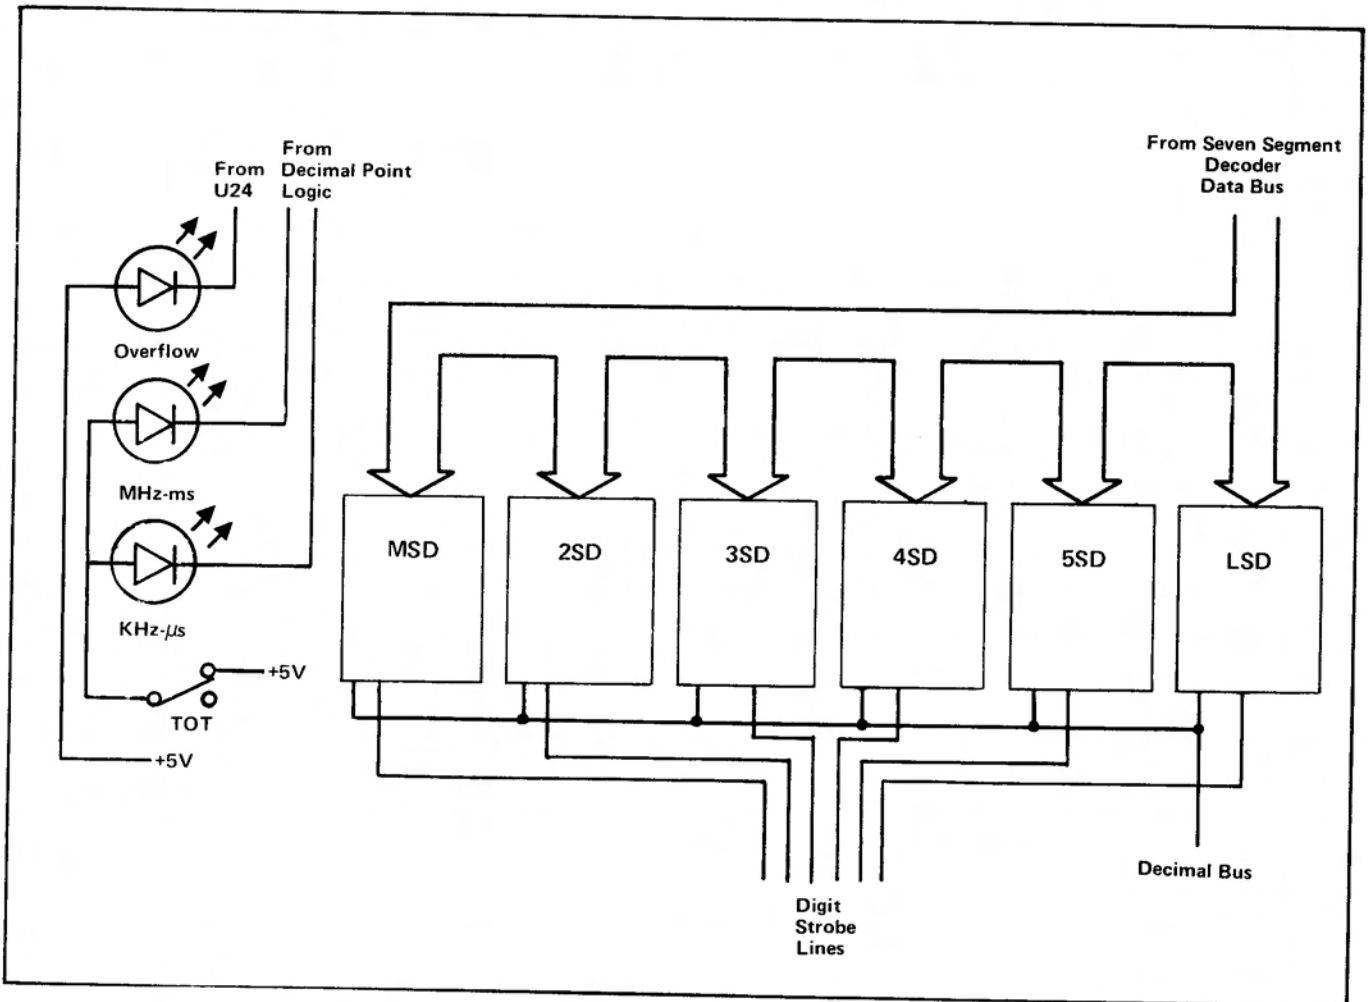 From
U24
From
Decimal Point
Logic
From Seven Segment
Decoder
Data Bus
Overflow
MHz-ms
KHz-μs
+5V
TOT
+5V
MSD
2SD
3SD
4SD
5SD
LSD
Decimal Bus
Digit
Strobe
Lines